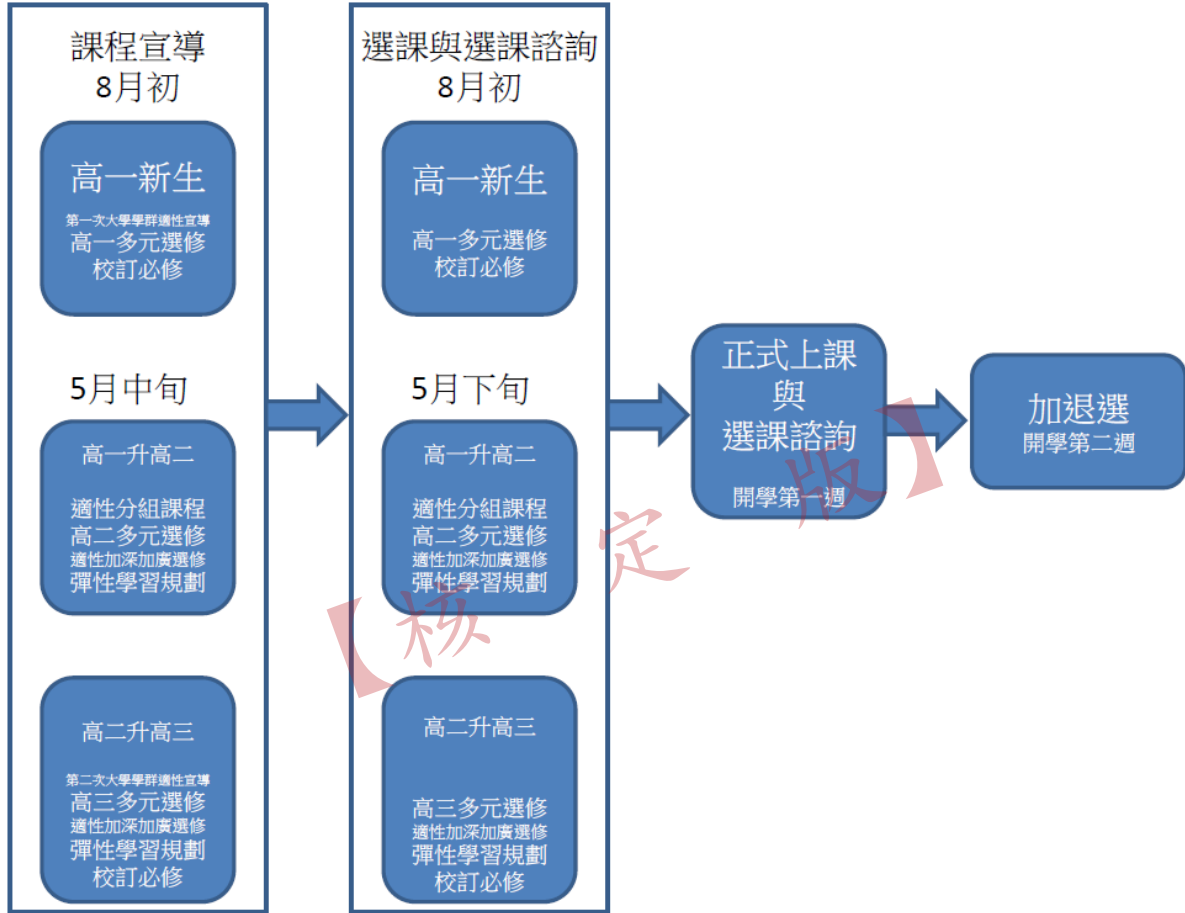 課程宣導
8月初
高一新生
第一次大學學群適性宣導
高一多元選修
校訂必修
5月中旬
高一升高二
適性分組課程
高二多元選修
適性加深加廣選修
彈性學習規劃
高二升高三
第二次大學學群適性宣導
高三多元選修
適性加深加廣選修
彈性學習規劃
校訂必修
選課與選課諮詢
8月初
高一新生
高一多元選修
校訂必修
5月下旬
高一升高二
適性分組課程
高二多元選修
適性加深加廣選修
彈性學習規劃
高二升高三
高三多元選修
適性加深加廣選修
彈性學習規劃
校訂必修
正式上課
與
選課諮詢
開學第一週
加退選
開學第二週
【核定版】